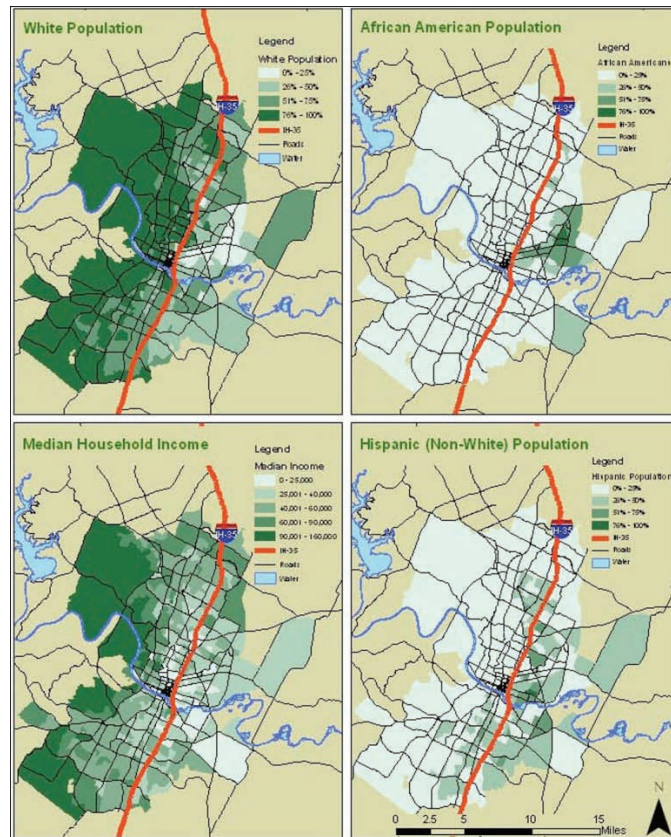 White Population
Legend
White Population
0% - 25%
26% - 50%
51% - 75%
76% - 100%
IH-35
Roads
Water
IH-35
African American Population
Legend
African American
0% - 25%
26% - 50%
51% - 75%
76% - 100%
IH-35
Roads
Water
IH-35
Median Household Income
Legend
Median Income
0 - 25,000
25,001 - 40,000
40,001 - 60,000
60,001 - 90,000
90,001 - 160,000
IH-35
Roads
Water
IH-35
Hispanic (Non-White) Population
Legend
Hispanic Population
0% - 25%
26% - 50%
51% - 75%
76% - 100%
IH-35
Roads
Water
IH-35
N
0 2.5 5 10 15
Miles